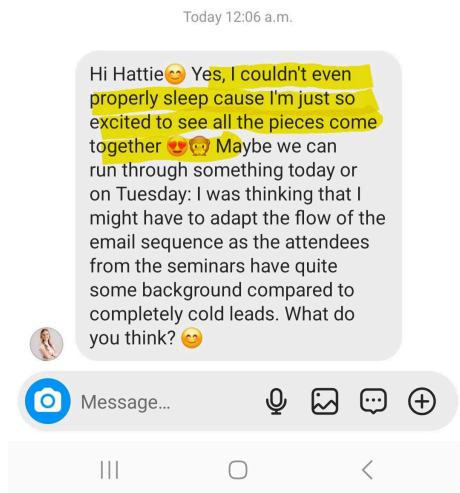 Today 12:06 a.m.
Hi Hattie😊 Yes, I couldn't even
properly sleep cause I'm just so
excited to see all the pieces come
together 😍🙊 Maybe we can
run through something today or
on Tuesday: I was thinking that I
might have to adapt the flow of the
email sequence as the attendees
from the seminars have quite
some background compared to
completely cold leads. What do
you think? 😊
Message...